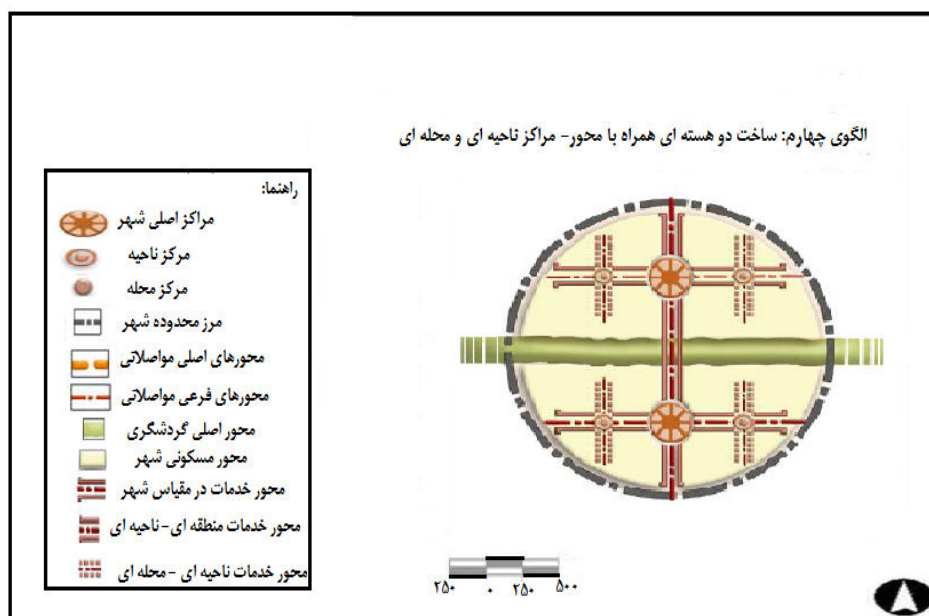 الگوی چهارم: ساخت دو هسته ای همراه با محور- مراکز ناحیه ای و محله ای
راهنما:
مراکز اصلی شهر
مرکز ناحیه
مرکز محله
مرز محدوده شهر
محورهای اصلی مواصلاتی
محورهای فرعی مواصلاتی
محور اصلی گردشگری
محور مسکونی شهر
محور خدمات در مقیاس شهر
محور خدمات منطقه ای- ناحیه ای
محور خدمات ناحیه ای - محله ای
۲۵۰ ۰ ۲۵۰ ۵۰۰